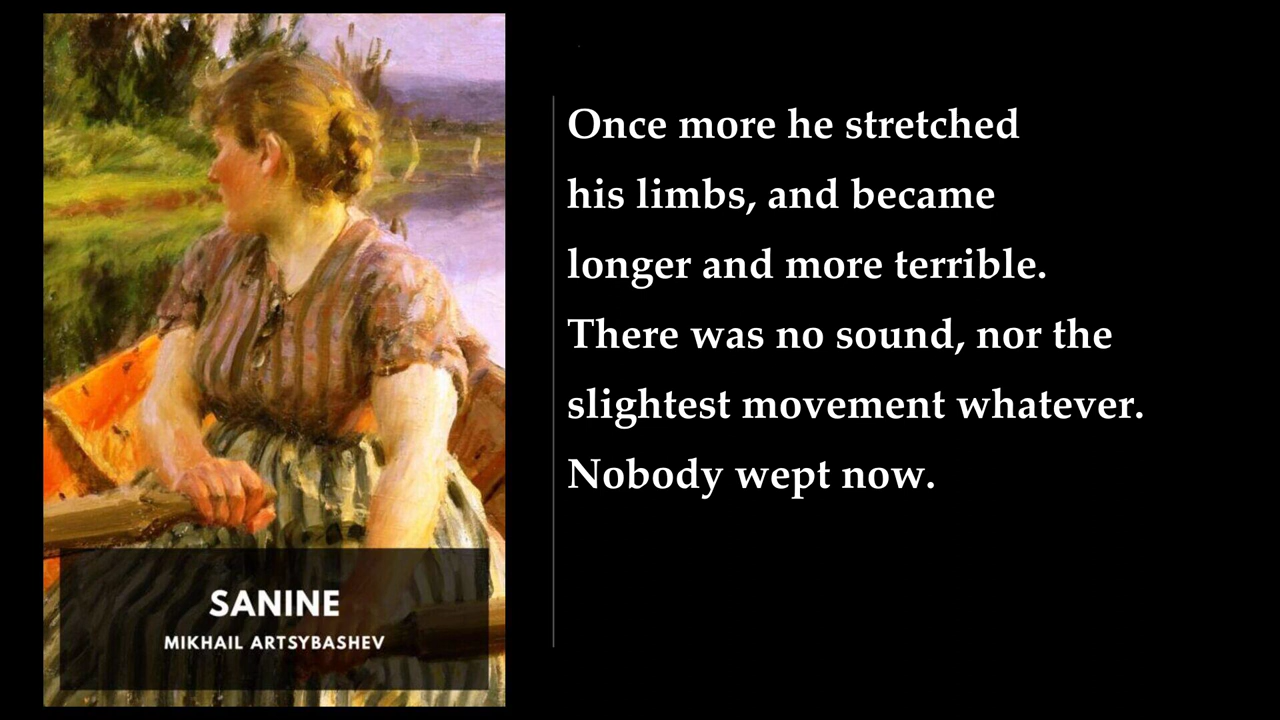 SANINE
MIKHAIL ARTSYBASHEV
Once more he stretched
his limbs, and became
longer and more terrible.
There was no sound, nor the
slightest movement whatever.
Nobody wept now.